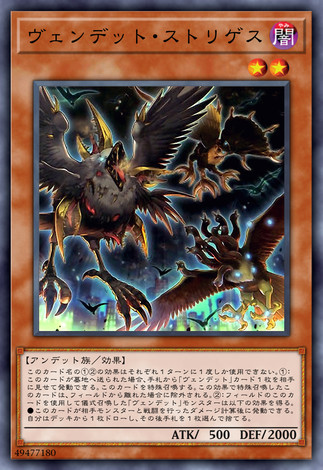 ヴェンデット・ストリゲス
やみ
闇
【アンデット族/効果】
このカード名の①②の効果はそれぞれ1ターンに1度しか使用できない。①:
このカードが墓地へ送られた場合、手札から「ヴェンデット」カード1枚を相手
に見せて発動できる。このカードを特殊召喚する。この効果で特殊召喚したこ
のカードは、フィールドから離れた場合に除外される。②:フィールドのこのカー
ドを使用して儀式召喚した「ヴェンデット」モンスターは以下の効果を得る。
●このカードが相手モンスターと戦闘を行ったダメージ計算後に発動できる。
自分はデッキから1枚ドローし、その後手札を1枚選んで捨てる。
ATK/ 500 DEF/2000
49477180